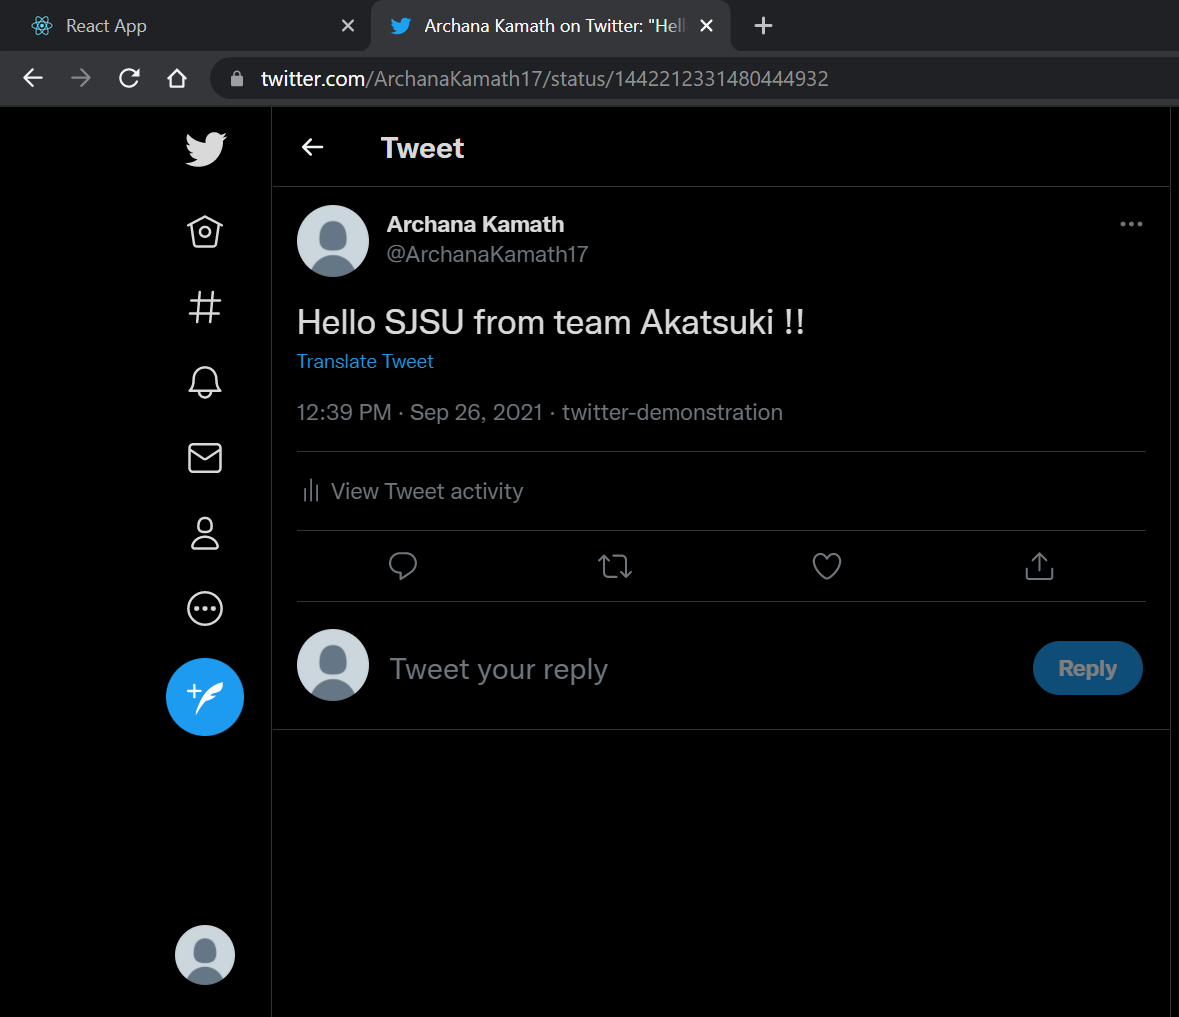 React App
Archana Kamath on Twitter: "Hell
twitter.com/ArchanaKamath17/status/1442212331480444932
Tweet
Archana Kamath
@ArchanaKamath17
Hello SJSU from team Akatsuki !!
Translate Tweet
12:39 PM · Sep 26, 2021 · twitter-demonstration
View Tweet activity
Tweet your reply
Reply